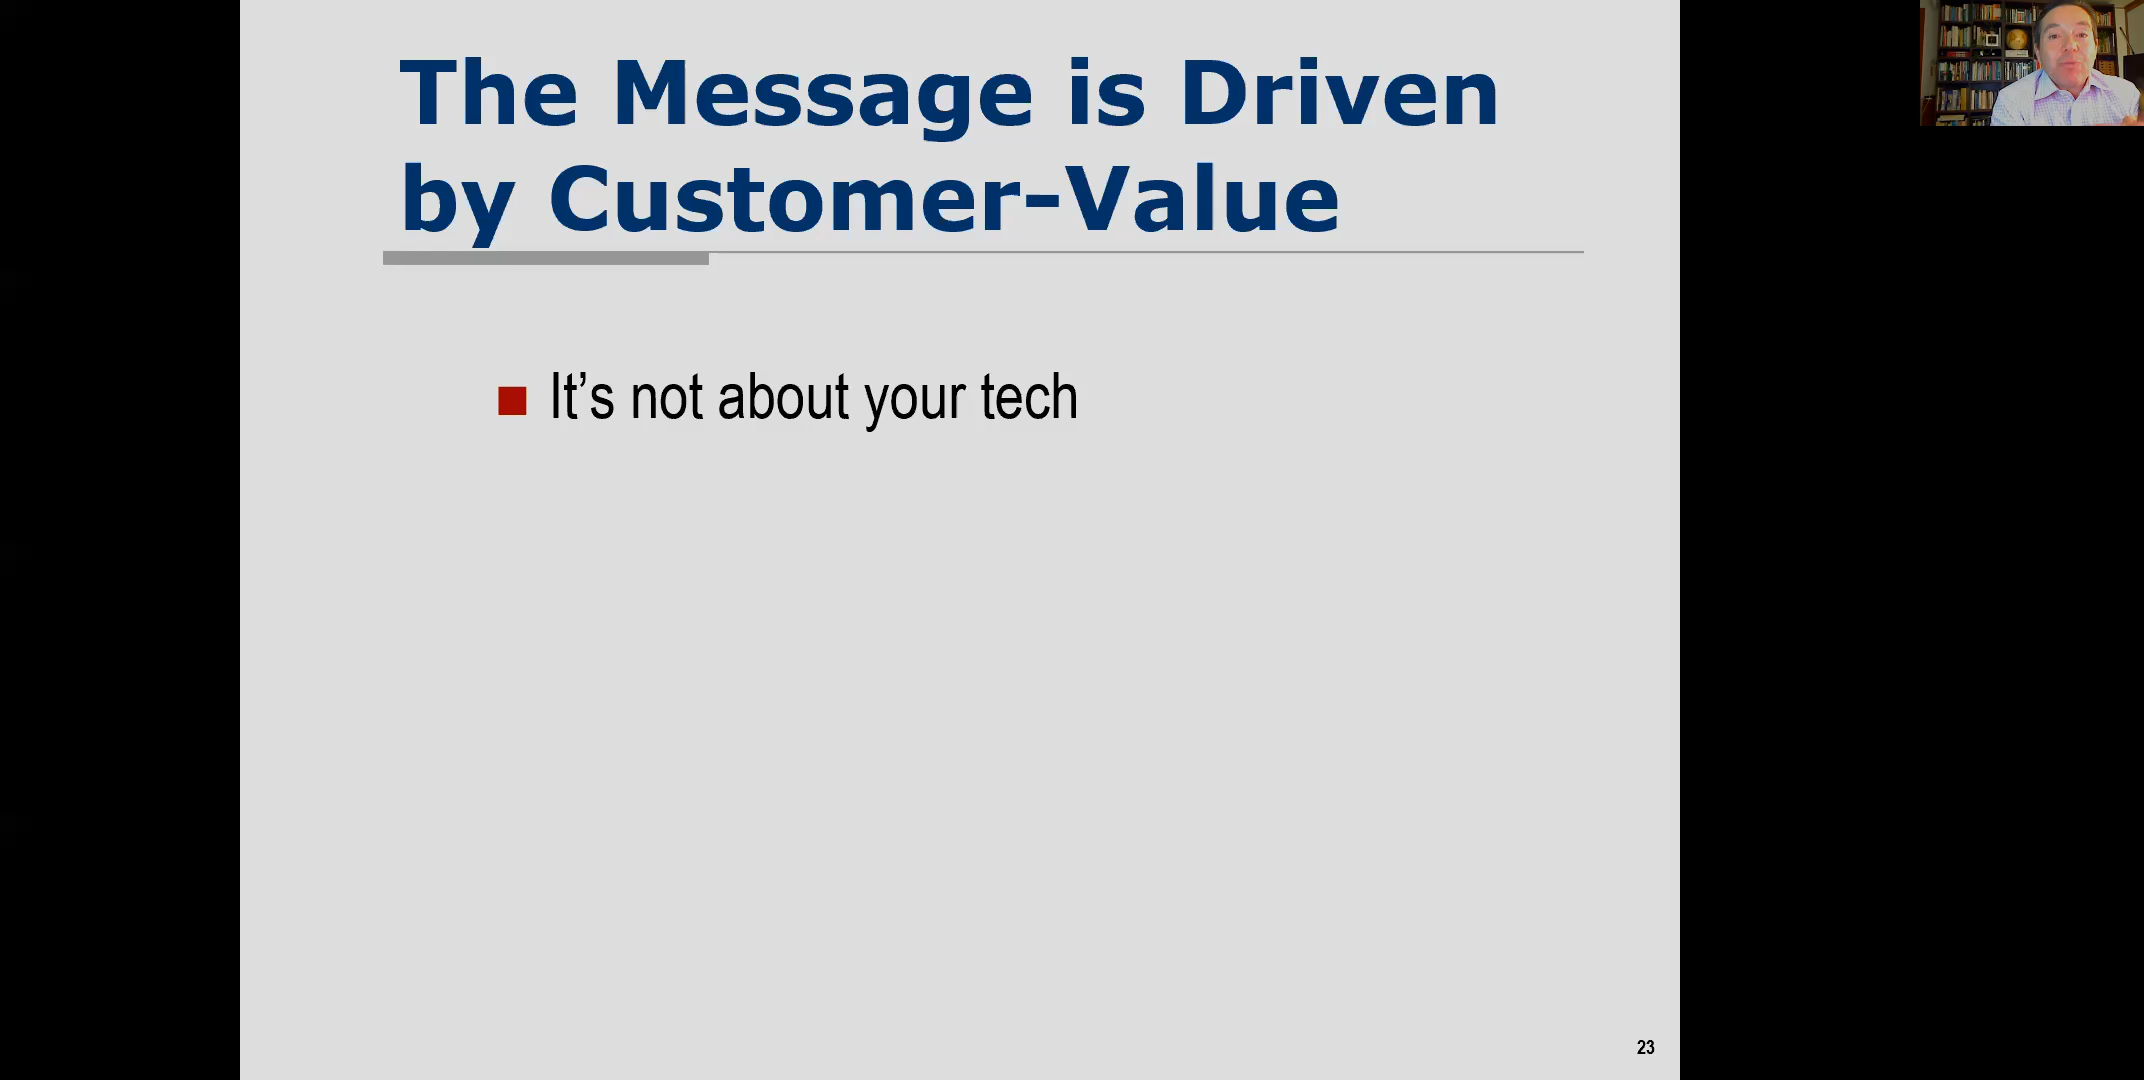 The Message is Driven
by Customer-Value
It’s not about your tech
23